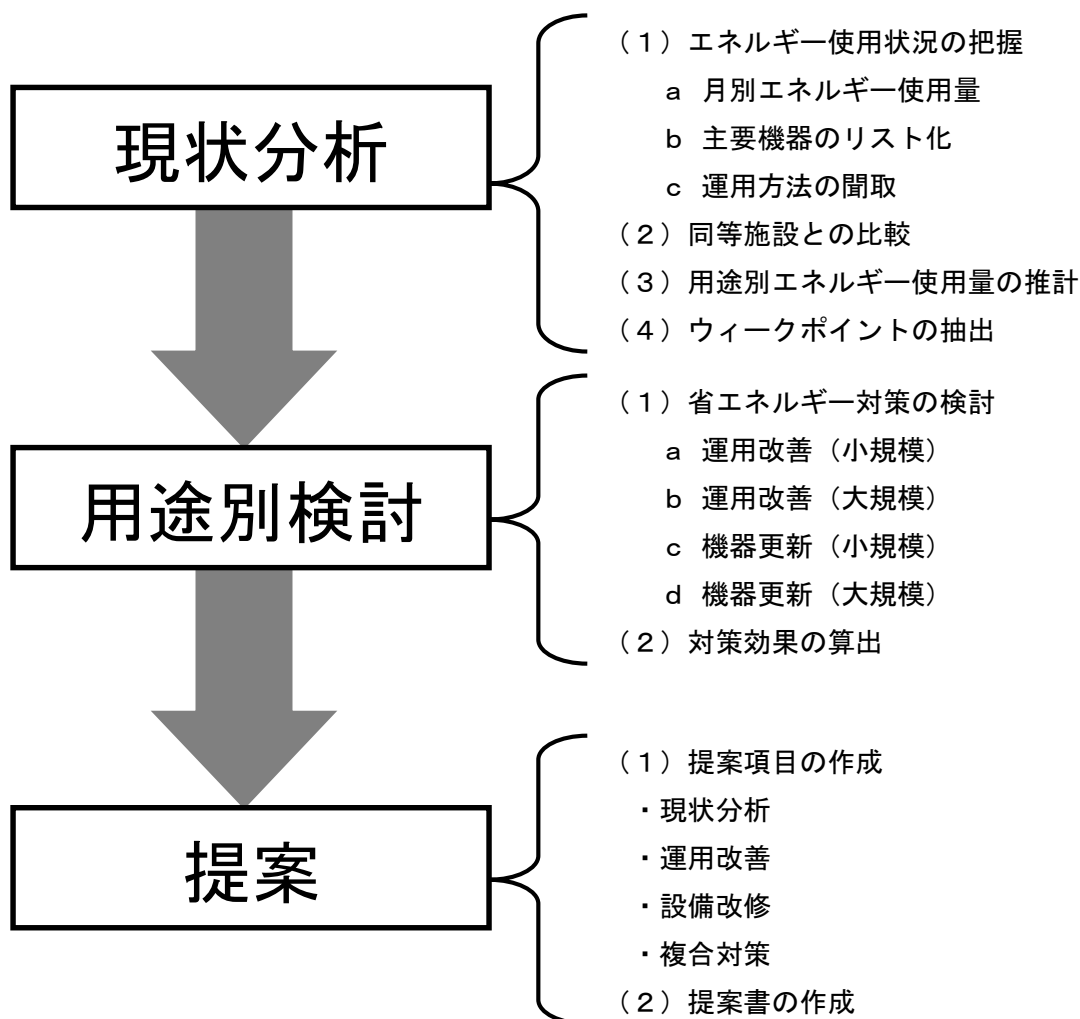 現状分析
（１）エネルギー使用状況の把握
ａ 月別エネルギー使用量
ｂ 主要機器のリスト化
ｃ 運用方法の聞取
（２）同等施設との比較
（３）用途別エネルギー使用量の推計
（４）ウィークポイントの抽出
用途別検討
（１）省エネルギー対策の検討
ａ 運用改善（小規模）
ｂ 運用改善（大規模）
ｃ 機器更新（小規模）
ｄ 機器更新（大規模）
（２）対策効果の算出
提案
（１）提案項目の作成
・現状分析
・運用改善
・設備改修
・複合対策
（２）提案書の作成